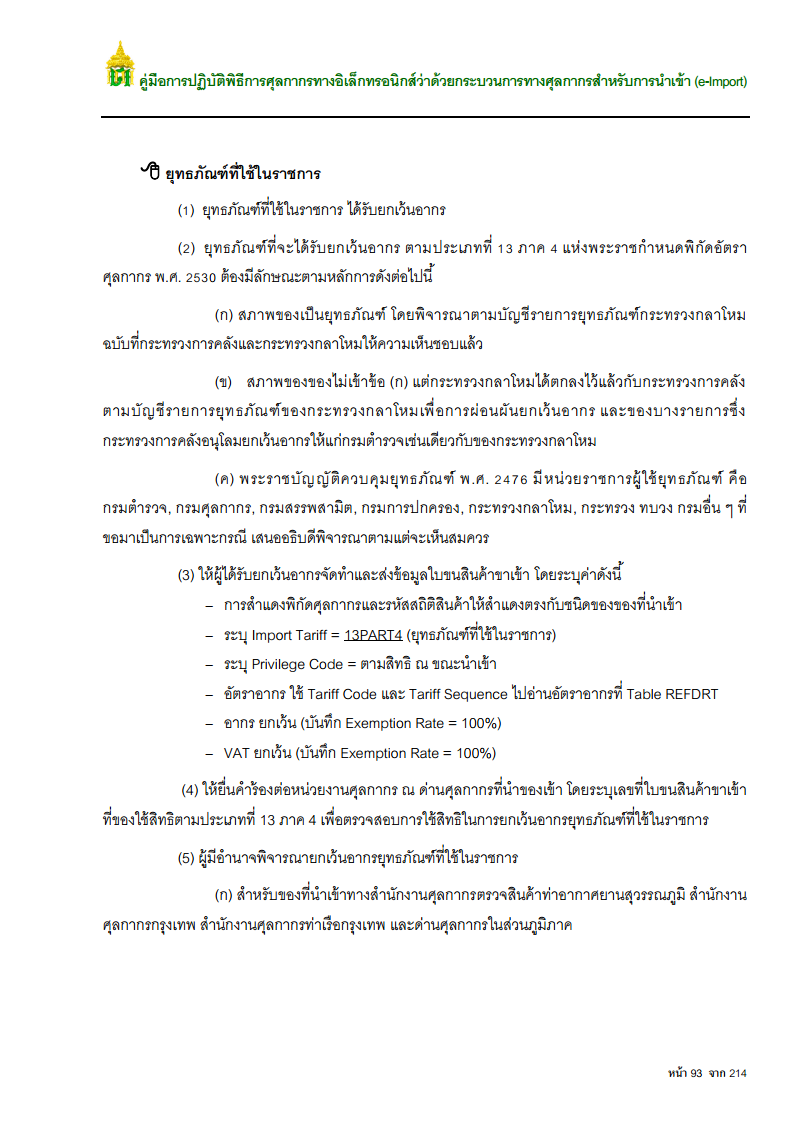 คู่มือการปฏิบัติพิธีการศุลกากรทางอิเล็กทรอนิกส์ว่าด้วยกระบวนการทางศุลกากรสำหรับการนำเข้า (e-Import)
ยุทธภัณฑ์ที่ใช้ในราชการ
(1) ยุทธภัณฑ์ที่ใช้ในราชการ ได้รับยกเว้นอากร
(2) ยุทธภัณฑ์ที่จะได้รับยกเว้นอากร ตามประเภทที่ 13 ภาค 4 แห่งพระราชกำหนดพิกัดอัตรา
ศุลกากร พ.ศ. 2530 ต้องมีลักษณะตามหลักการดังต่อไปนี้
(ก) สภาพของเป็นยุทธภัณฑ์ โดยพิจารณาตามบัญชีรายการยุทธภัณฑ์กระทรวงกลาโหม
ฉบับที่กระทรวงการคลังและกระทรวงกลาโหมให้ความเห็นชอบแล้ว
(ข) สภาพของของไม่เข้าข้อ (ก) แต่กระทรวงกลาโหมได้ตกลงไว้แล้วกับกระทรวงการคลัง
ตามบัญชีรายการยุทธภัณฑ์ของกระทรวงกลาโหมเพื่อการผ่อนผันยกเว้นอากร และของบางรายการซึ่ง
กระทรวงการคลังอนุโลมยกเว้นอากรให้แก่กรมตำรวจเช่นเดียวกับของกระทรวงกลาโหม
(ค) พระราชบัญญัติควบคุมยุทธภัณฑ์ พ.ศ. 2476 มีหน่วยราชการผู้ใช้ยุทธภัณฑ์ คือ
กรมตำรวจ, กรมศุลกากร, กรมสรรพสามิต, กรมการปกครอง, กระทรวงกลาโหม, กระทรวง ทบวง กรมอื่น ๆ ที่
ขอมาเป็นการเฉพาะกรณี เสนออธิบดีพิจารณาตามแต่จะเห็นสมควร
(3) ให้ผู้ได้รับยกเว้นอากรจัดทำและส่งข้อมูลใบขนสินค้าขาเข้า โดยระบุค่าดังนี้
– การสำแดงพิกัดศุลกากรและรหัสสถิติสินค้าให้สำแดงตรงกับชนิดของของที่นำเข้า
– ระบุ Import Tariff = 13PART4 (ยุทธภัณฑ์ที่ใช้ในราชการ)
– ระบุ Privilege Code = ตามสิทธิ ณ ขณะนำเข้า
– อัตราอากร ใช้ Tariff Code และ Tariff Sequence ไปอ่านอัตราอากรที่ Table REFDRT
– อากร ยกเว้น (บันทึก Exemption Rate = 100%)
– VAT ยกเว้น (บันทึก Exemption Rate = 100%)
(4) ให้ยื่นคำร้องต่อหน่วยงานศุลกากร ณ ด่านศุลกากรที่นำของเข้า โดยระบุเลขที่ใบขนสินค้าขาเข้า
ที่ของใช้สิทธิตามประเภทที่ 13 ภาค 4 เพื่อตรวจสอบการใช้สิทธิในการยกเว้นอากรยุทธภัณฑ์ที่ใช้ในราชการ
(5) ผู้มีอำนาจพิจารณายกเว้นอากรยุทธภัณฑ์ที่ใช้ในราชการ
(ก) สำหรับของที่นำเข้าทางสำนักงานศุลกากรตรวจสินค้าท่าอากาศยานสุวรรณภูมิ สำนักงาน
ศุลกากรกรุงเทพ สำนักงานศุลกากรท่าเรือกรุงเทพ และด่านศุลกากรในส่วนภูมิภาค
หน้า 93 จาก 214